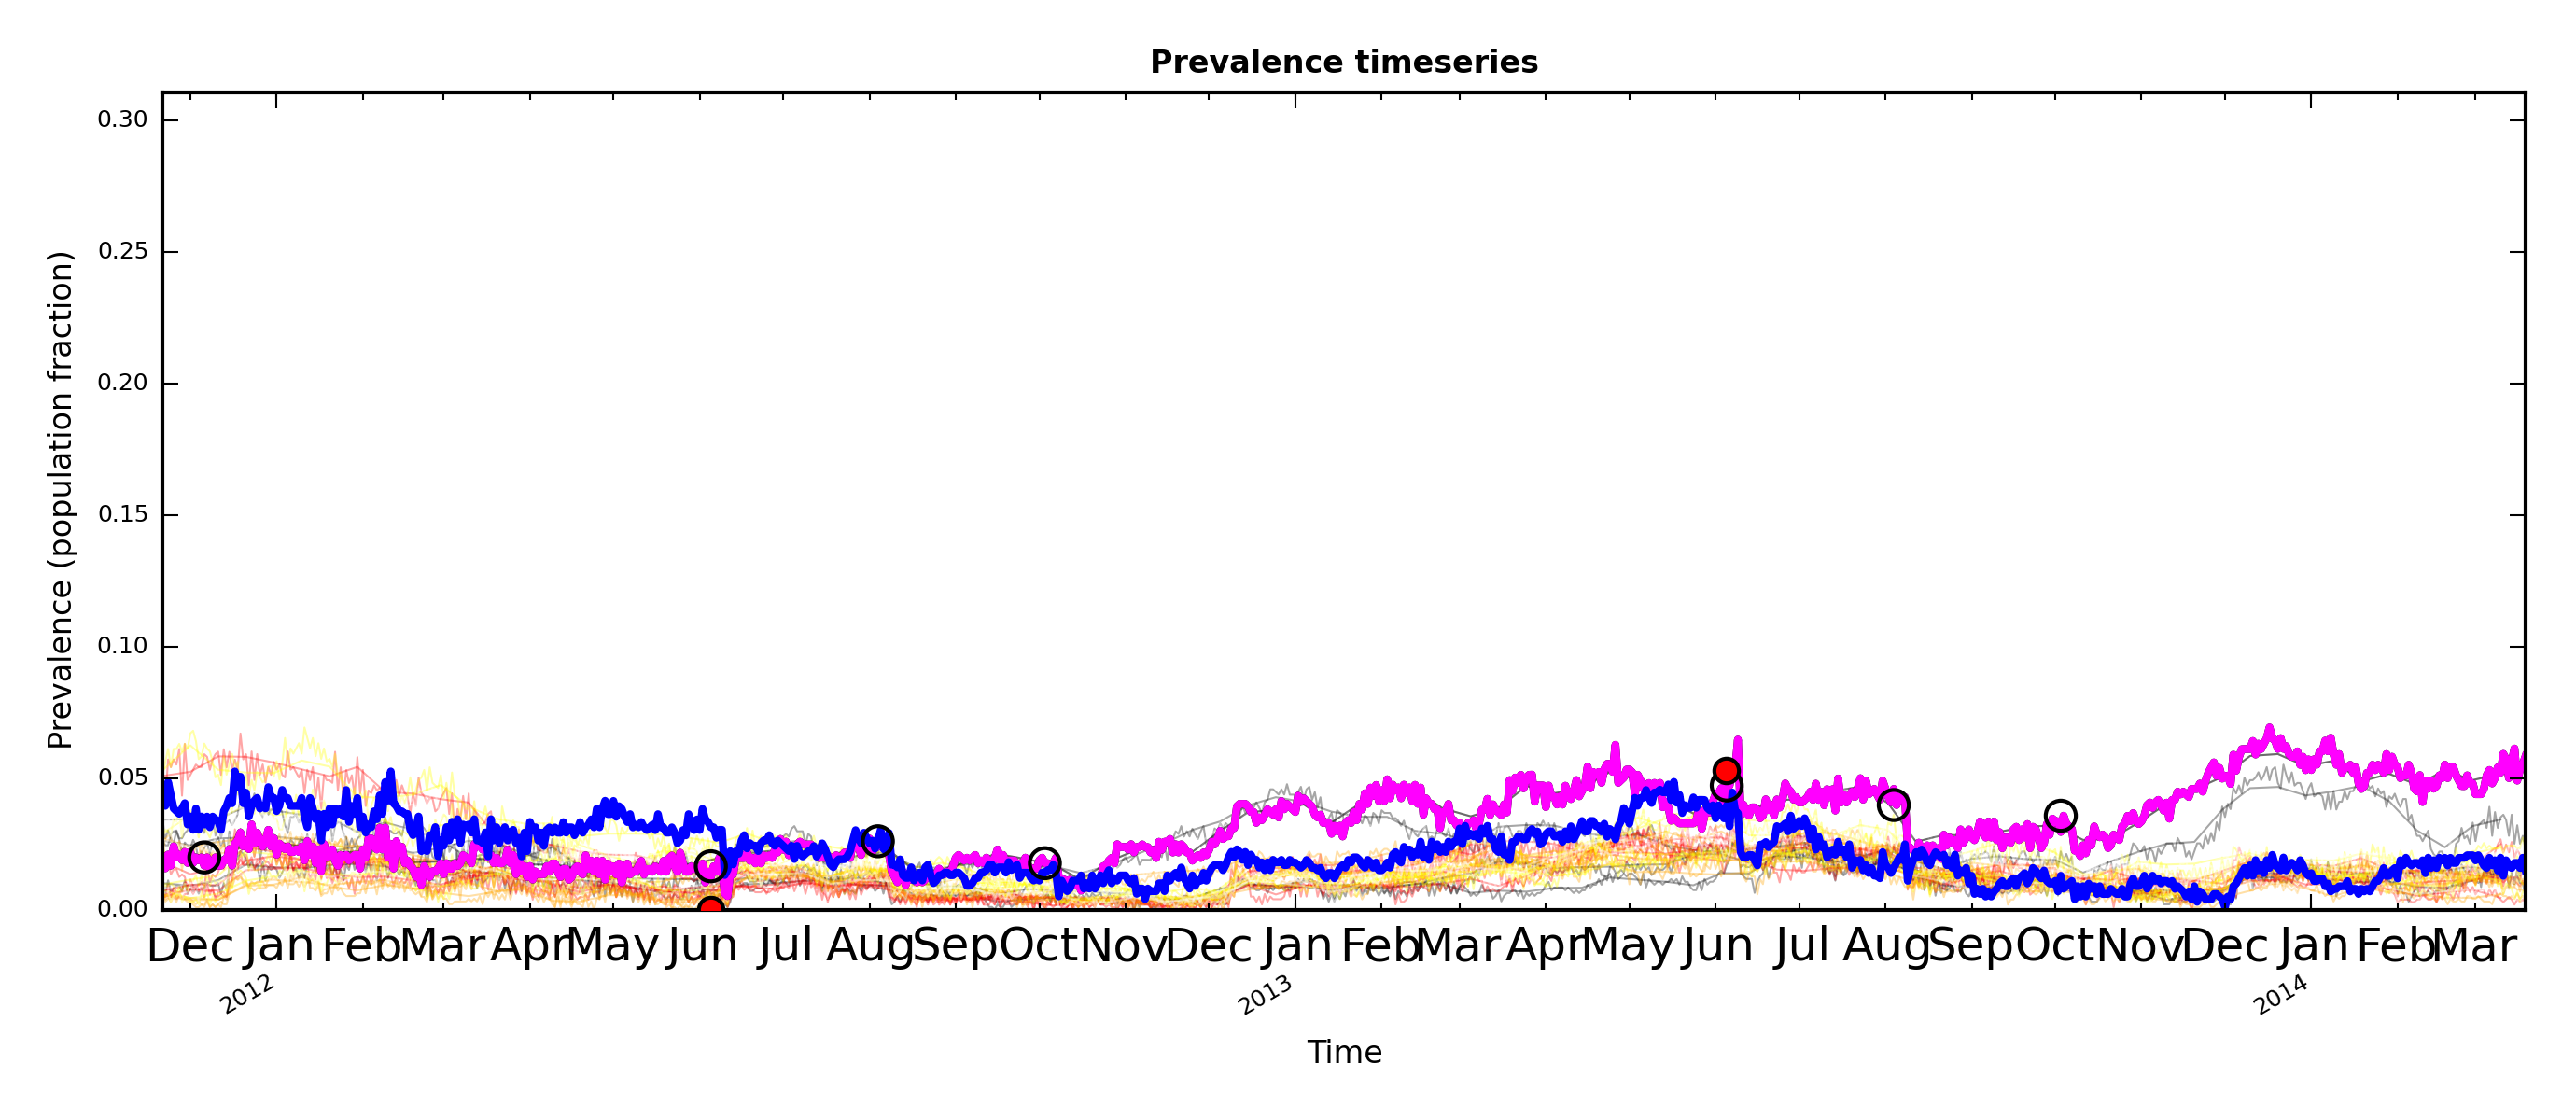 Prevalence timeseries
0.30
0.25
0.20
0.15
0.10
0.05
0.00
Prevalence (population fraction)
Dec Jan Feb Mar Apr May Jun Jul Aug Sep Oct Nov Dec Jan Feb Mar Apr May Jun Jul Aug Sep Oct Nov Dec Jan Feb Mar
2012 2013 2014
Time